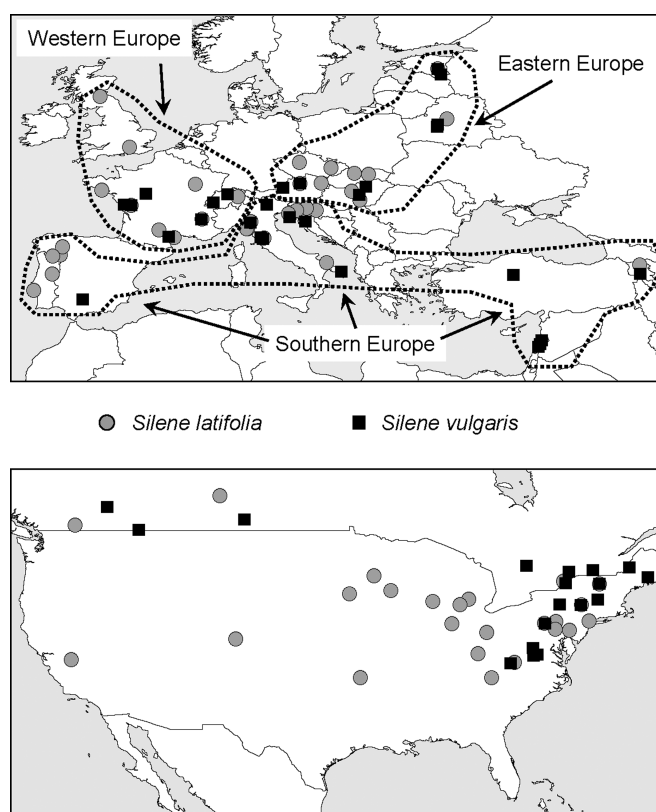 Western Europe
Eastern Europe
Southern Europe
Silene latifolia
Silene vulgaris